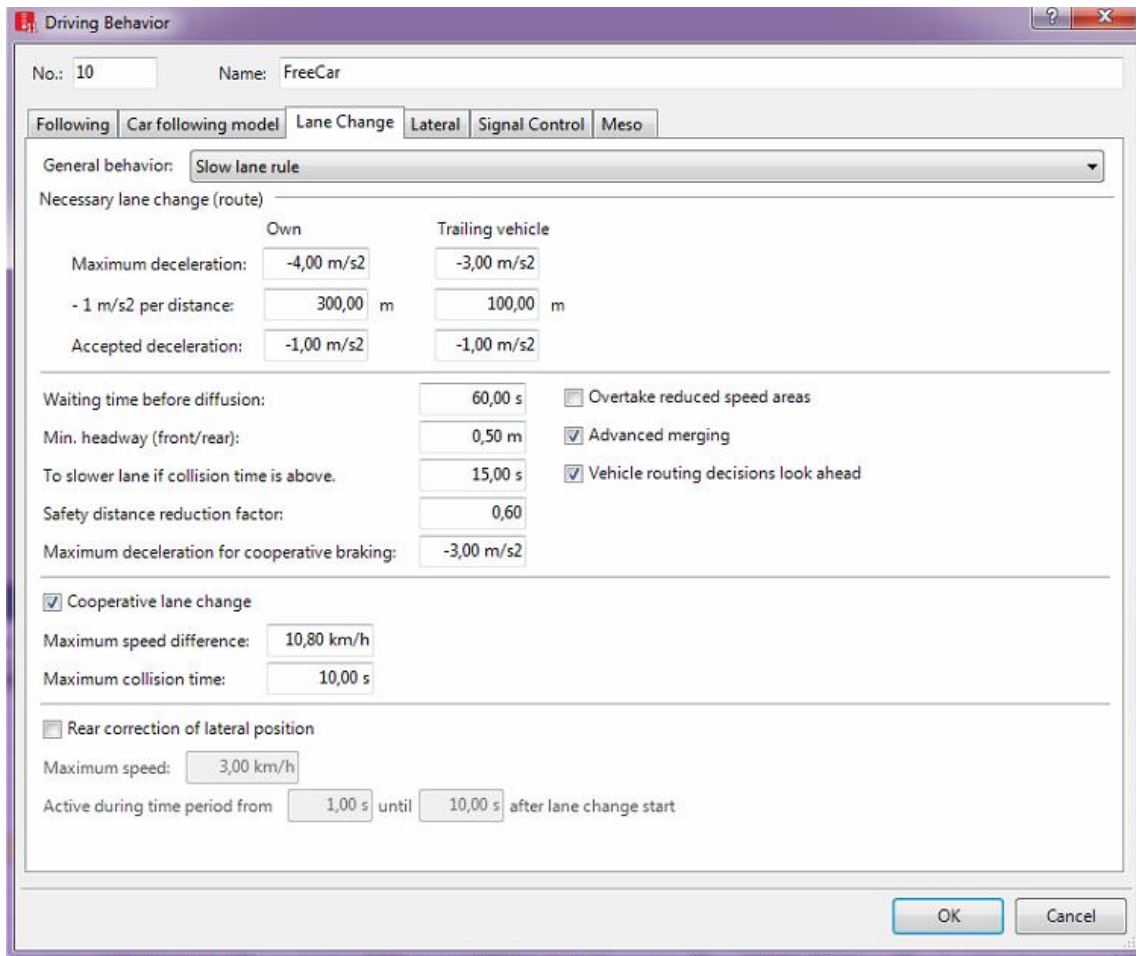 Driving Behavior
No.: 10 Name: FreeCar
Following Car following model Lane Change Lateral Signal Control Meso
General behavior: Slow lane rule
Necessary lane change (route)
Own Trailing vehicle
Maximum deceleration: -4,00 m/s2 -3,00 m/s2
- 1 m/s2 per distance: 300,00 m 100,00 m
Accepted deceleration: -1,00 m/s2 -1,00 m/s2
Waiting time before diffusion: 60,00 s Overtake reduced speed areas
Min. headway (front/rear): 0,50 m Advanced merging
To slower lane if collision time is above. 15,00 s Vehicle routing decisions look ahead
Safety distance reduction factor: 0,60
Maximum deceleration for cooperative braking: -3,00 m/s2
Cooperative lane change
Maximum speed difference: 10,80 km/h
Maximum collision time: 10,00 s
Rear correction of lateral position
Maximum speed: 3,00 km/h
Active during time period from 1,00 s until 10,00 s after lane change start
OK Cancel